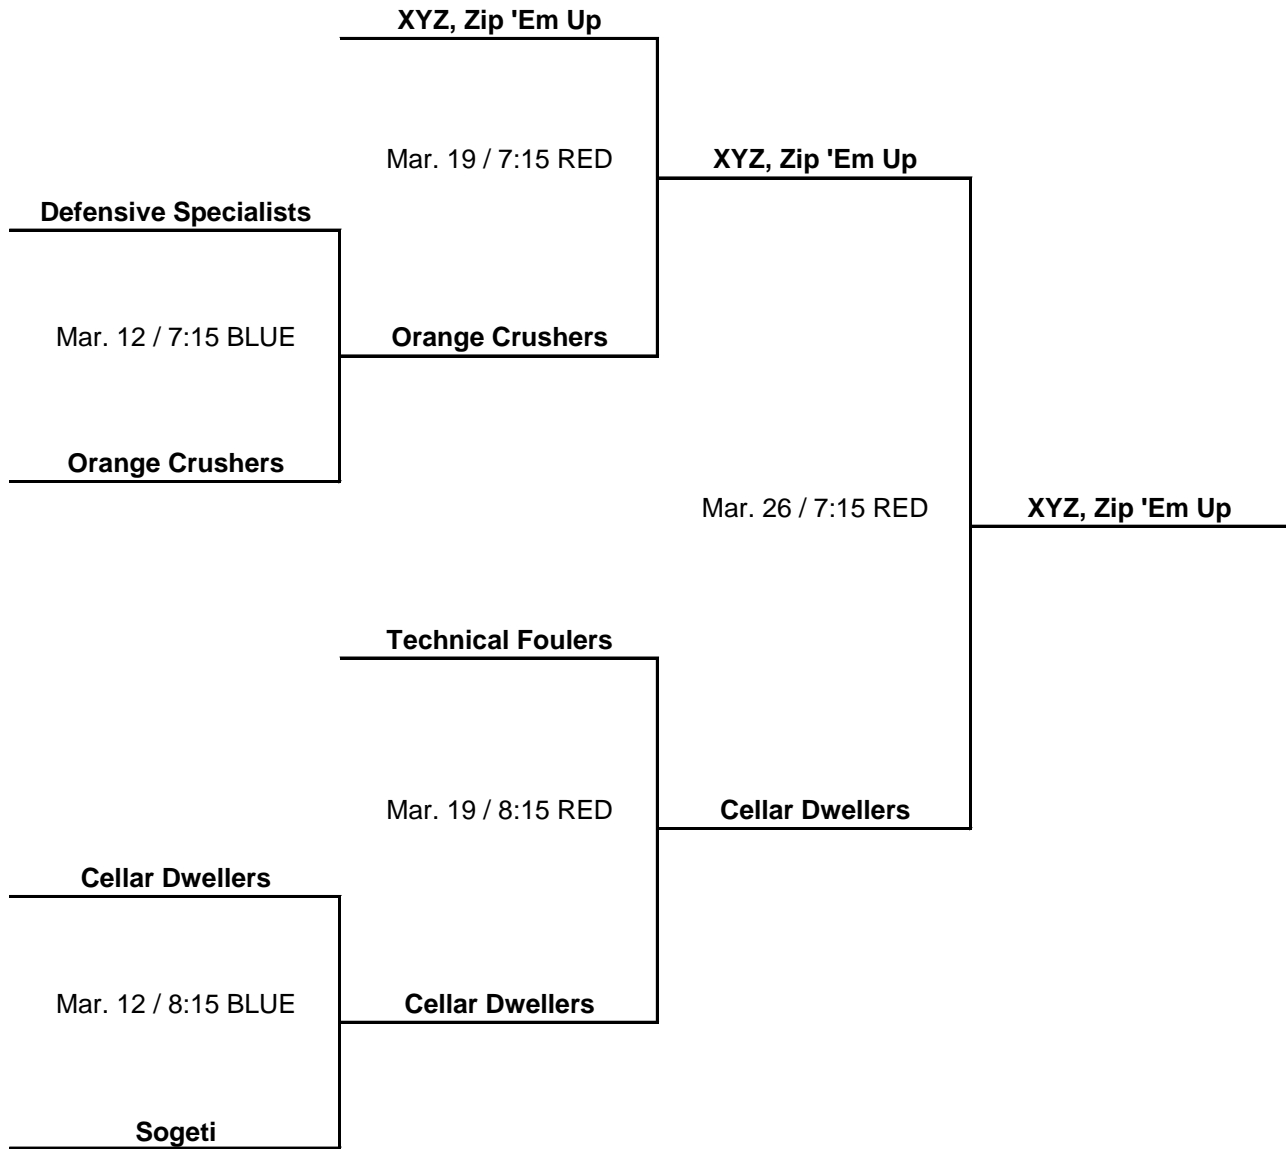 XYZ, Zip 'Em Up
Mar. 19 / 7:15 RED
XYZ, Zip 'Em Up
Defensive Specialists
Mar. 12 / 7:15 BLUE
Orange Crushers
Orange Crushers
Mar. 26 / 7:15 RED
XYZ, Zip 'Em Up
Technical Foulers
Mar. 19 / 8:15 RED
Cellar Dwellers
Cellar Dwellers
Mar. 12 / 8:15 BLUE
Cellar Dwellers
Sogeti